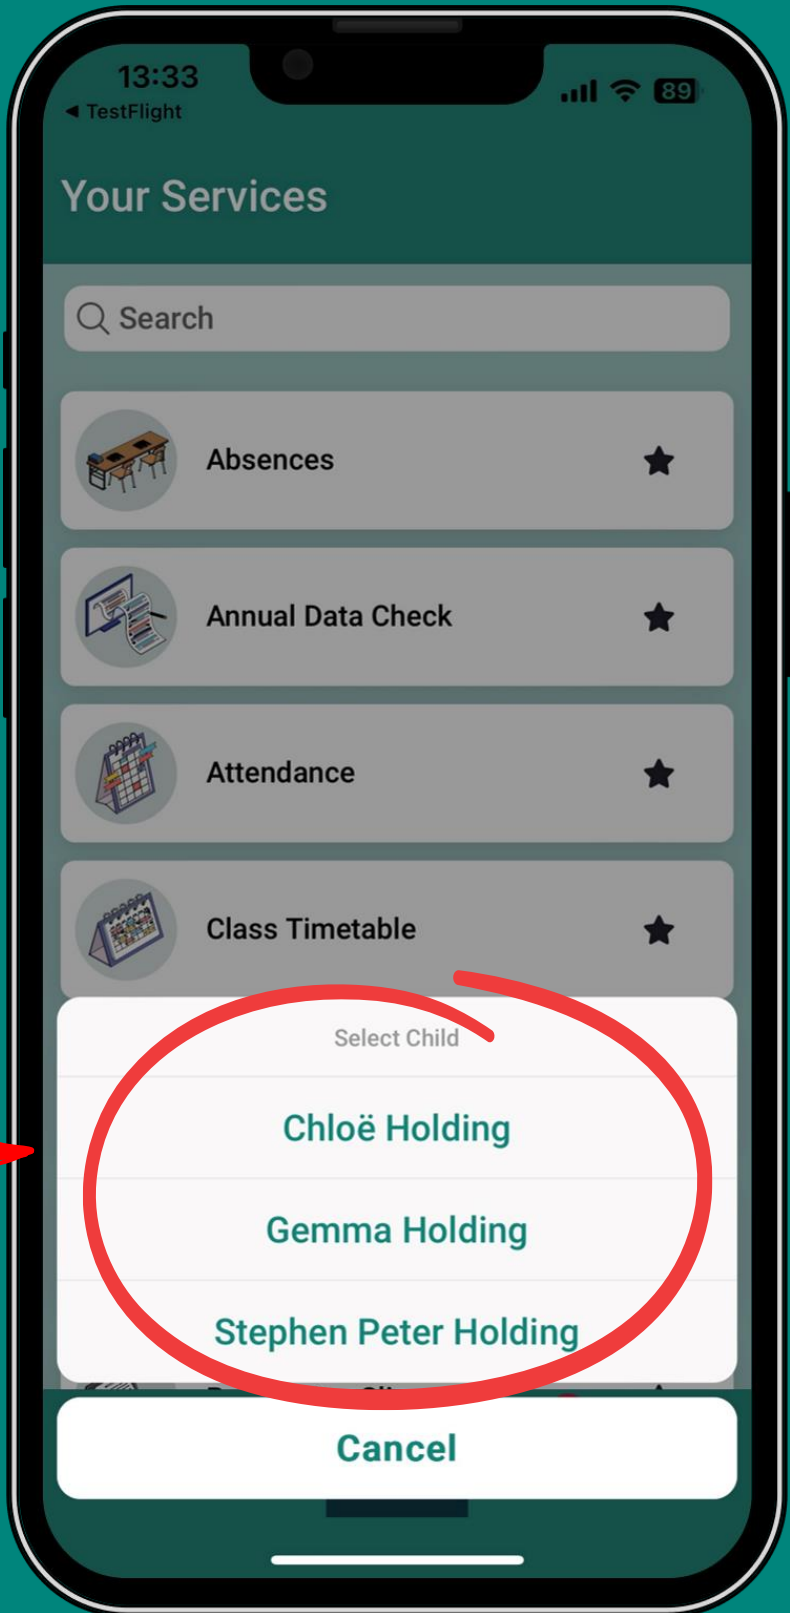 13:33
89
◀ TestFlight
Your Services
Search
Absences
Annual Data Check
Attendance
Class Timetable
Select Child
Chloë Holding
Gemma Holding
Stephen Peter Holding
Cancel